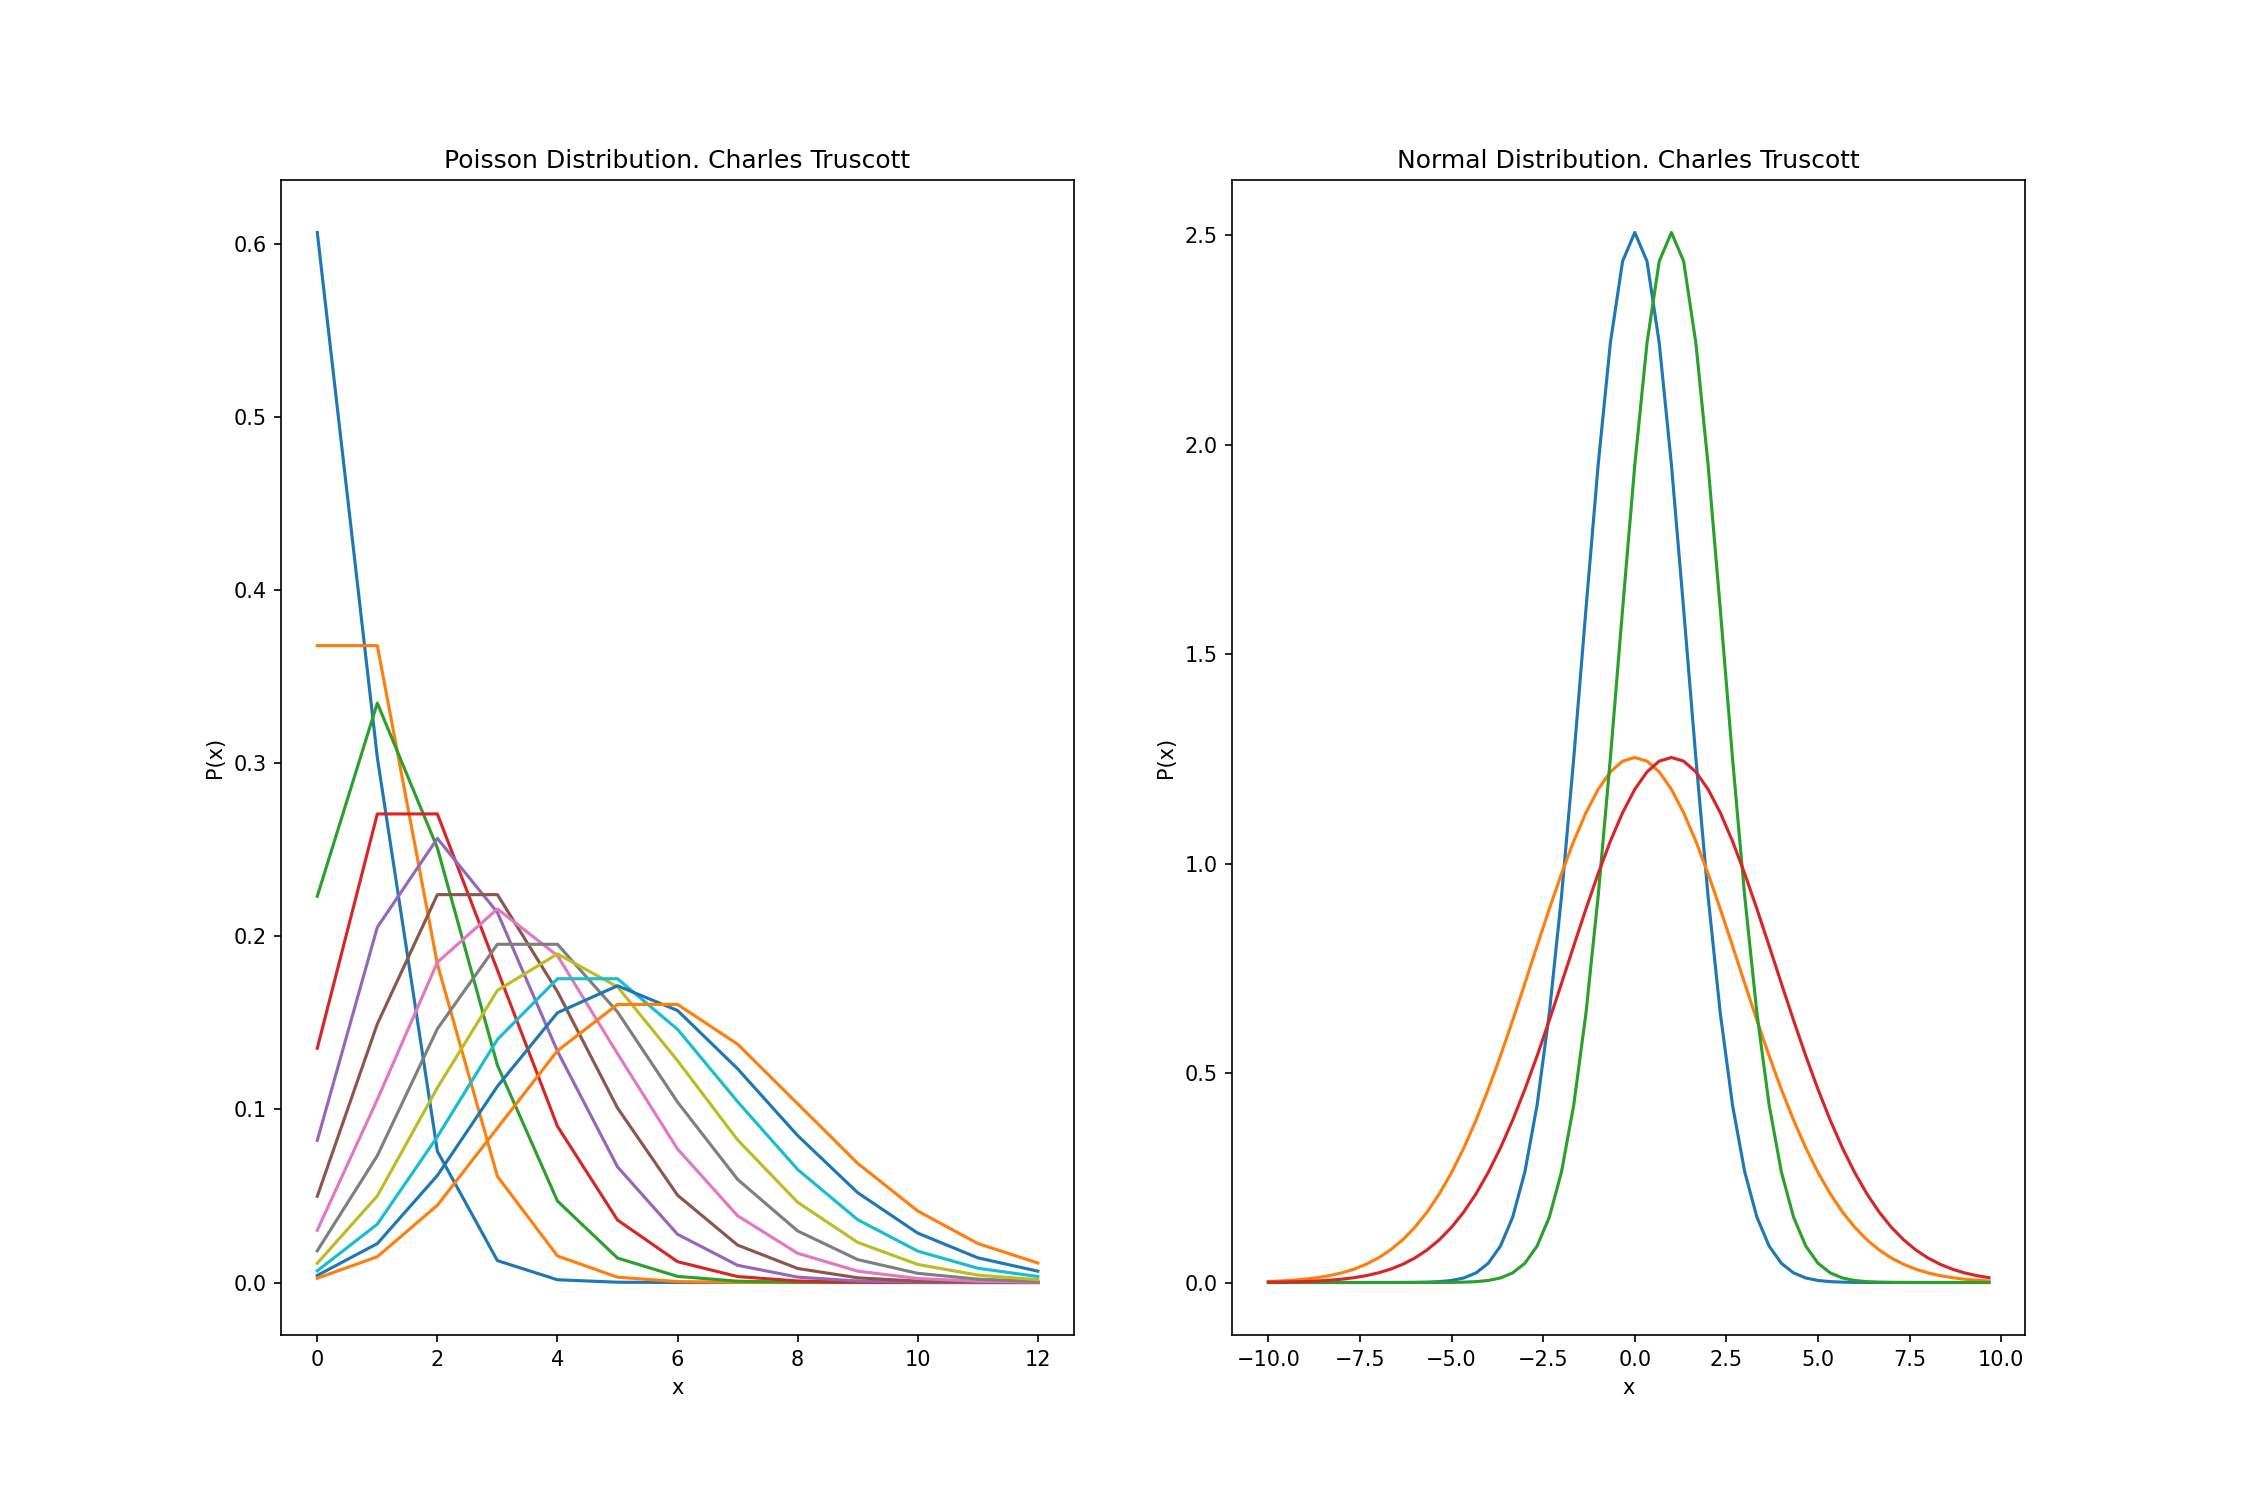 Poisson Distribution. Charles Truscott
P(x)
0.6
0.5
0.4
0.3
0.2
0.1
0.0
0 2 4 6 8 10 12
x
Normal Distribution. Charles Truscott
P(x)
2.5
2.0
1.5
1.0
0.5
0.0
−10.0 −7.5 −5.0 −2.5 0.0 2.5 5.0 7.5 10.0
x